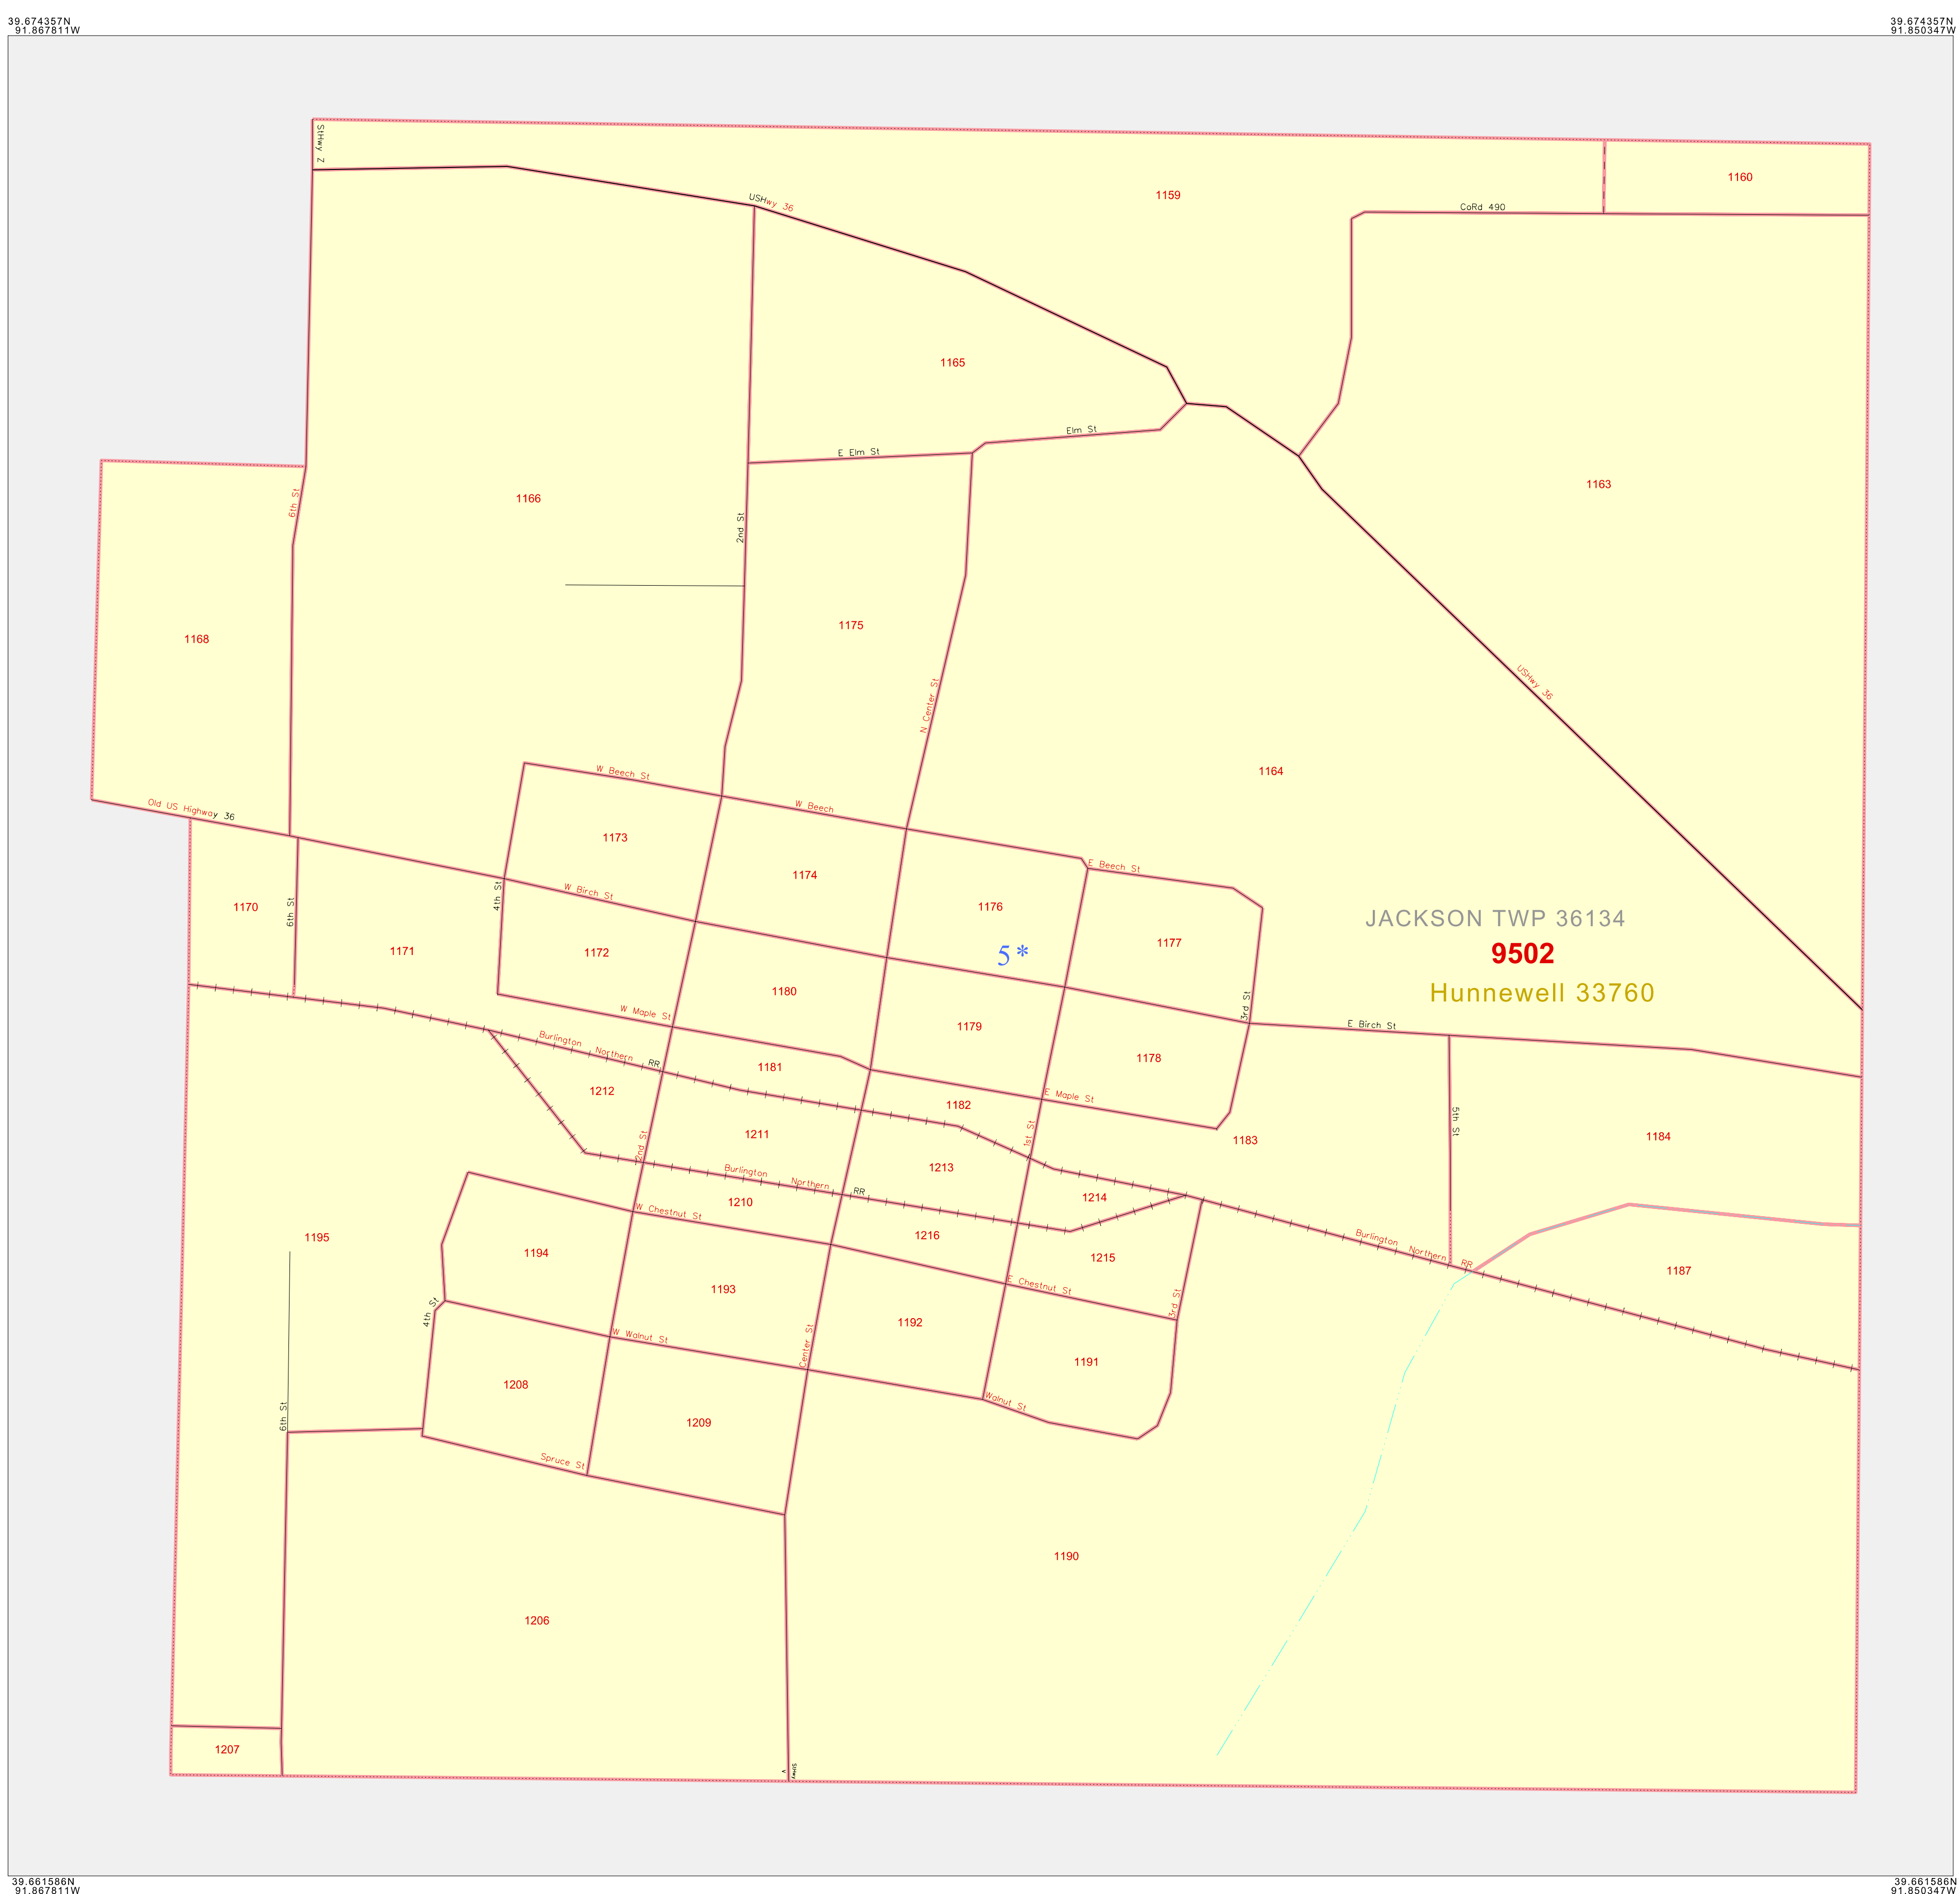 39.674357N
91.867811W
39.674357N
91.850347W
StHwy Z
1160
1159
USHwy 36
CoRd 490
1165
Elm St
E Elm St
1163
1166
6th St
2nd St
1175
1168
USHwy 36
N Center St
1164
W Beech St
W Beech
Old US Highway 36
1173
E Beech St
1174
W Birch St
4th St
1170
6th St
1176
JACKSON TWP 36134
1171
1172
1177
5*
9502
1180
Hunnewell 33760
3rd St
W Maple St
1179
E Birch St
Burlington Northern RR
1178
1181
1212
E Maple St
1182
5th St
1211
1st St
1183
1184
2nd St
1213
Burlington Northern RR
1214
1210
W Chestnut St
1216
1195
1194
1215
Burlington Northern RR
1187
E Chestnut St
1193
3rd St
4th St
1192
W Walnut St
Center St
1191
1208
Walnut St
6th St
1209
Spruce St
1190
1206
1207
StHwy V
39.661586N
91.867811W
39.661586N
91.850347W